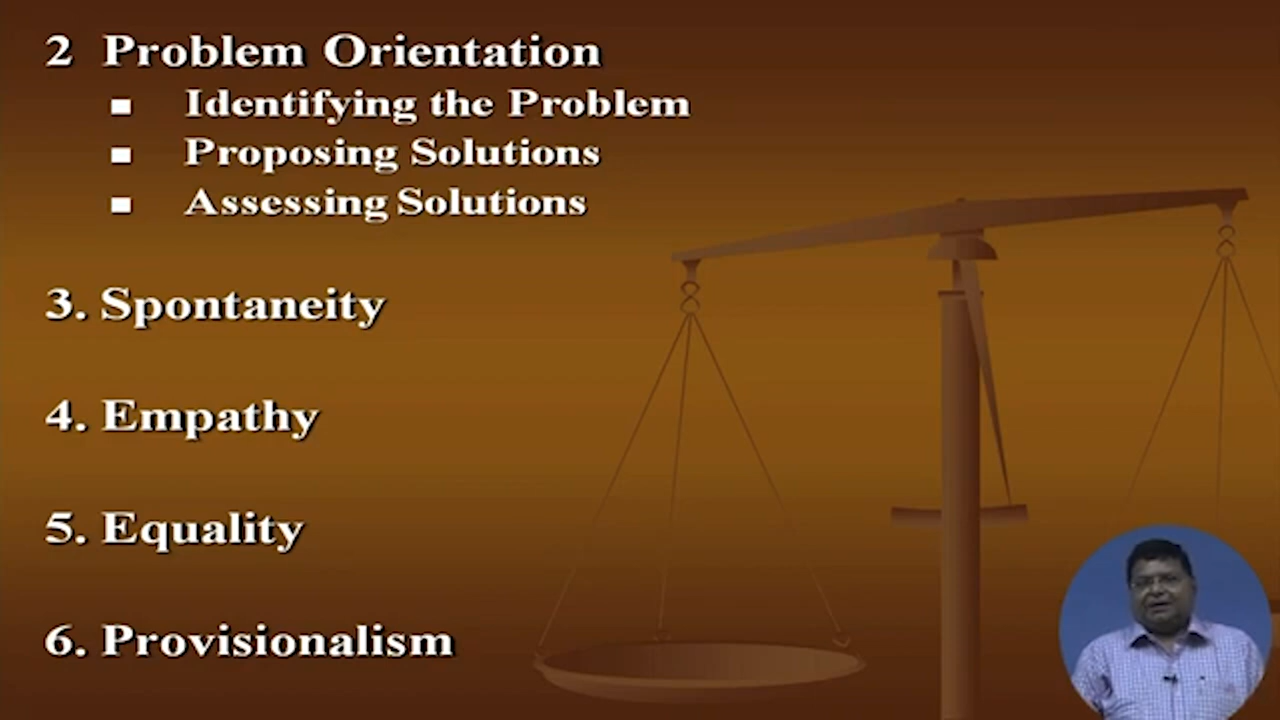 2 Problem Orientation
▪ Identifying the Problem
▪ Proposing Solutions
▪ Assessing Solutions
3. Spontaneity
4. Empathy
5. Equality
6. Provisionalism